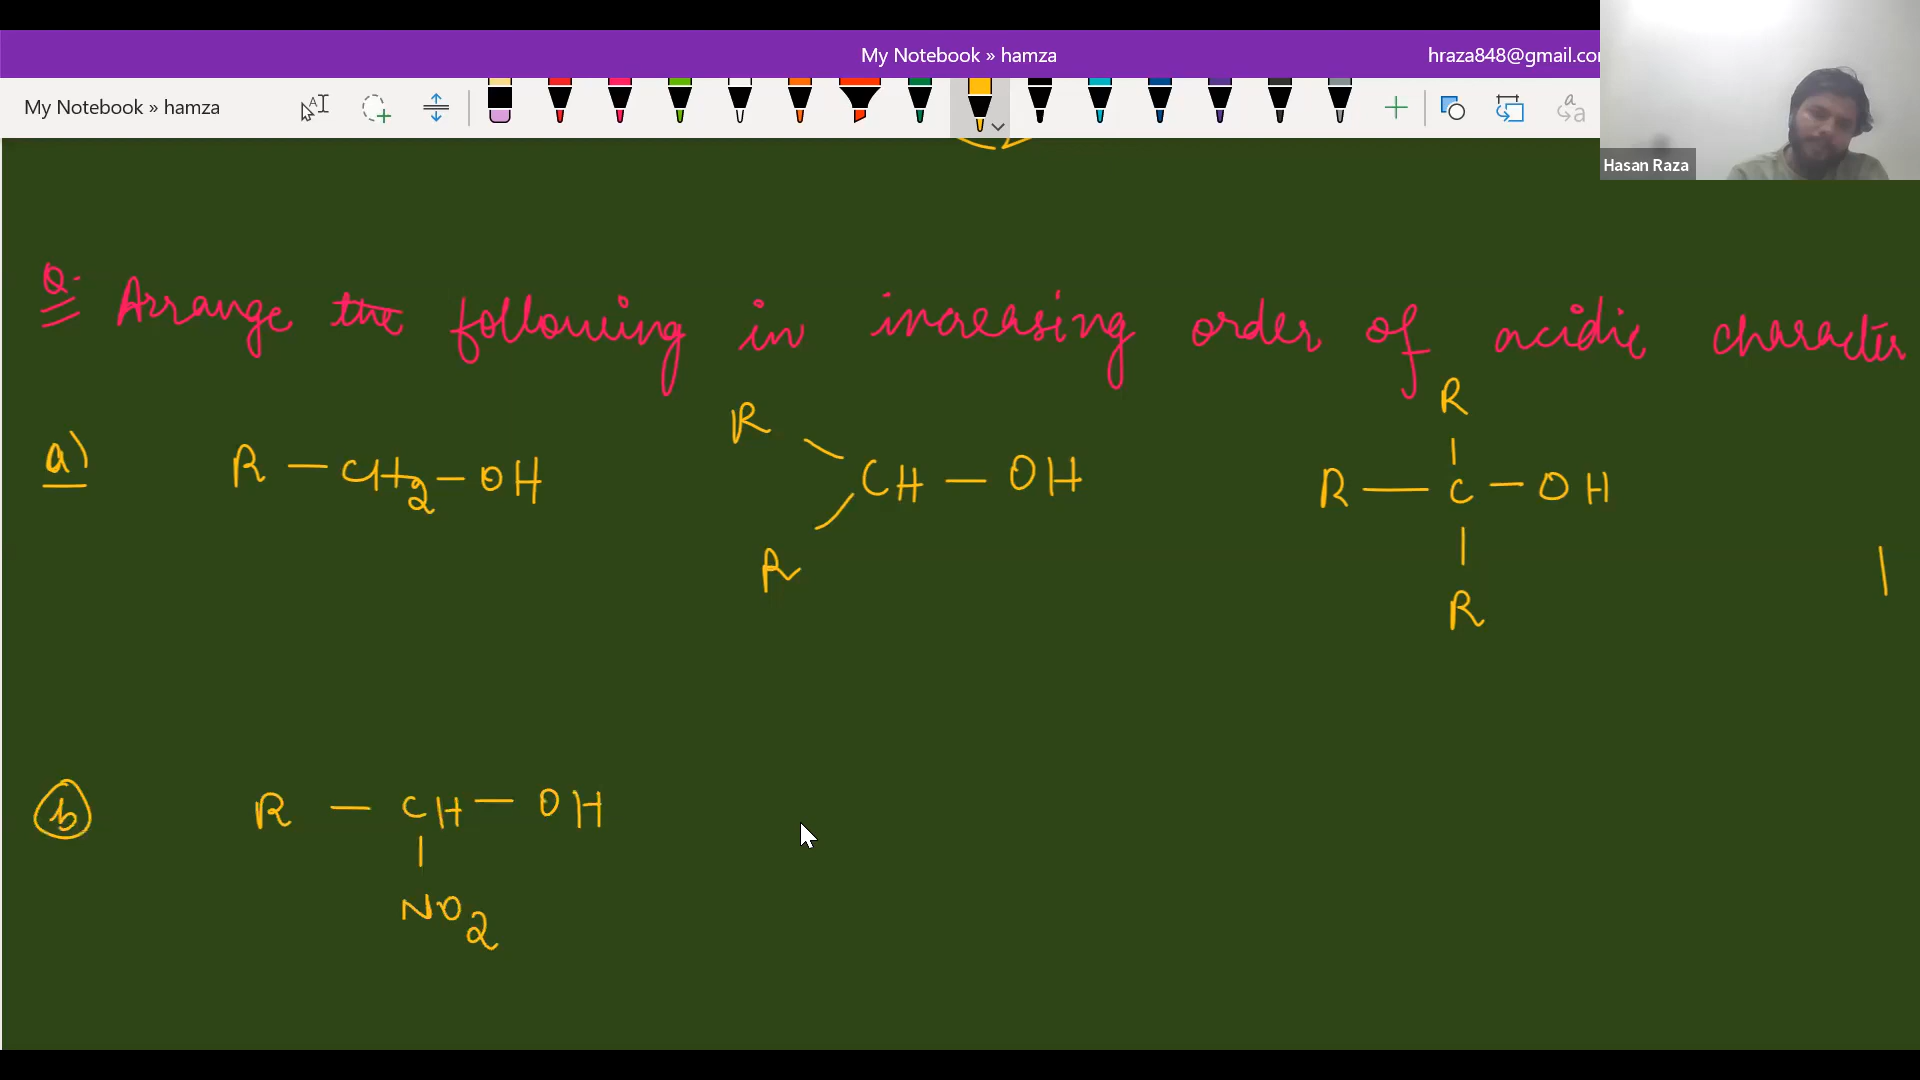 My Notebook » hamza
hraza848@gmail.co
My Notebook » hamza
Hasan Raza
Q. Arrange the following in increasing order of acidic character
a) R — CH2 — OH
R
R
CH — OH
R
R — C — OH
R
b) R — CH — OH
NO2